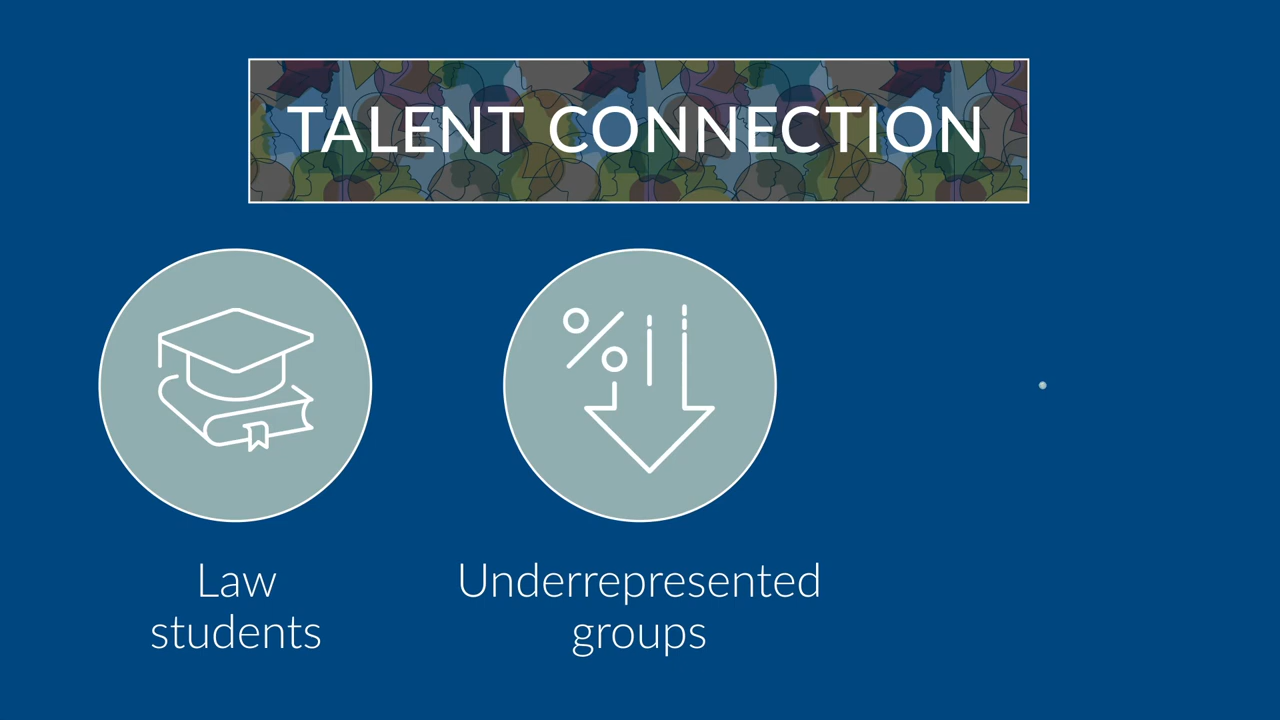 TALENT CONNECTION
Law
students
Underrepresented
groups